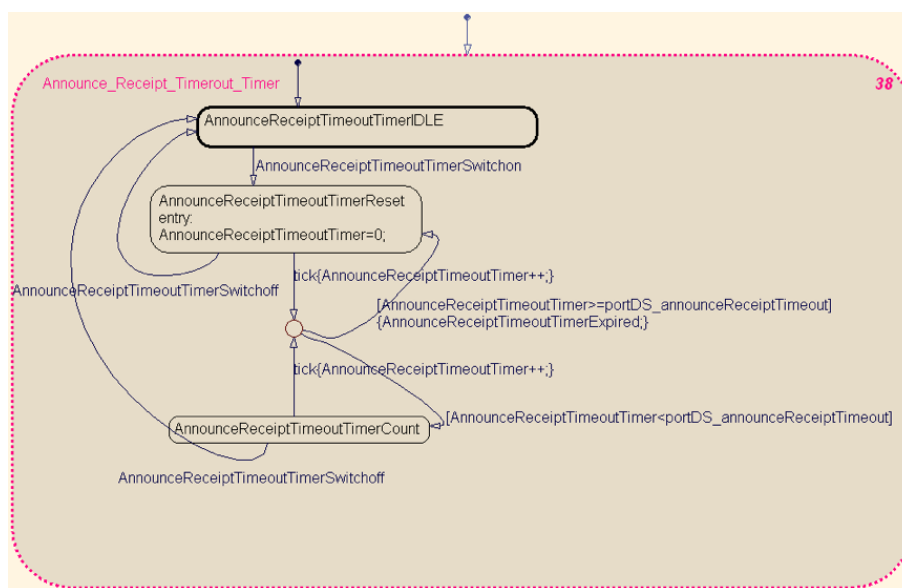 Announce_Receipt_Timerout_Timer
38
AnnounceReceiptTimeoutTimerIDLE
AnnounceReceiptTimeoutTimerSwitchon
AnnounceReceiptTimeoutTimerReset
entry:
AnnounceReceiptTimeoutTimer=0;
tick{AnnounceReceiptTimeoutTimer++;}
AnnounceReceiptTimeoutTimerSwitchoff
[AnnounceReceiptTimeoutTimer>=portDS_announceReceiptTimeout]
{AnnounceReceiptTimeoutTimerExpired;}
tick{AnnounceReceiptTimeoutTimer++;}
[AnnounceReceiptTimeoutTimer<portDS_announceReceiptTimeout]
AnnounceReceiptTimeoutTimerCount
AnnounceReceiptTimeoutTimerSwitchoff